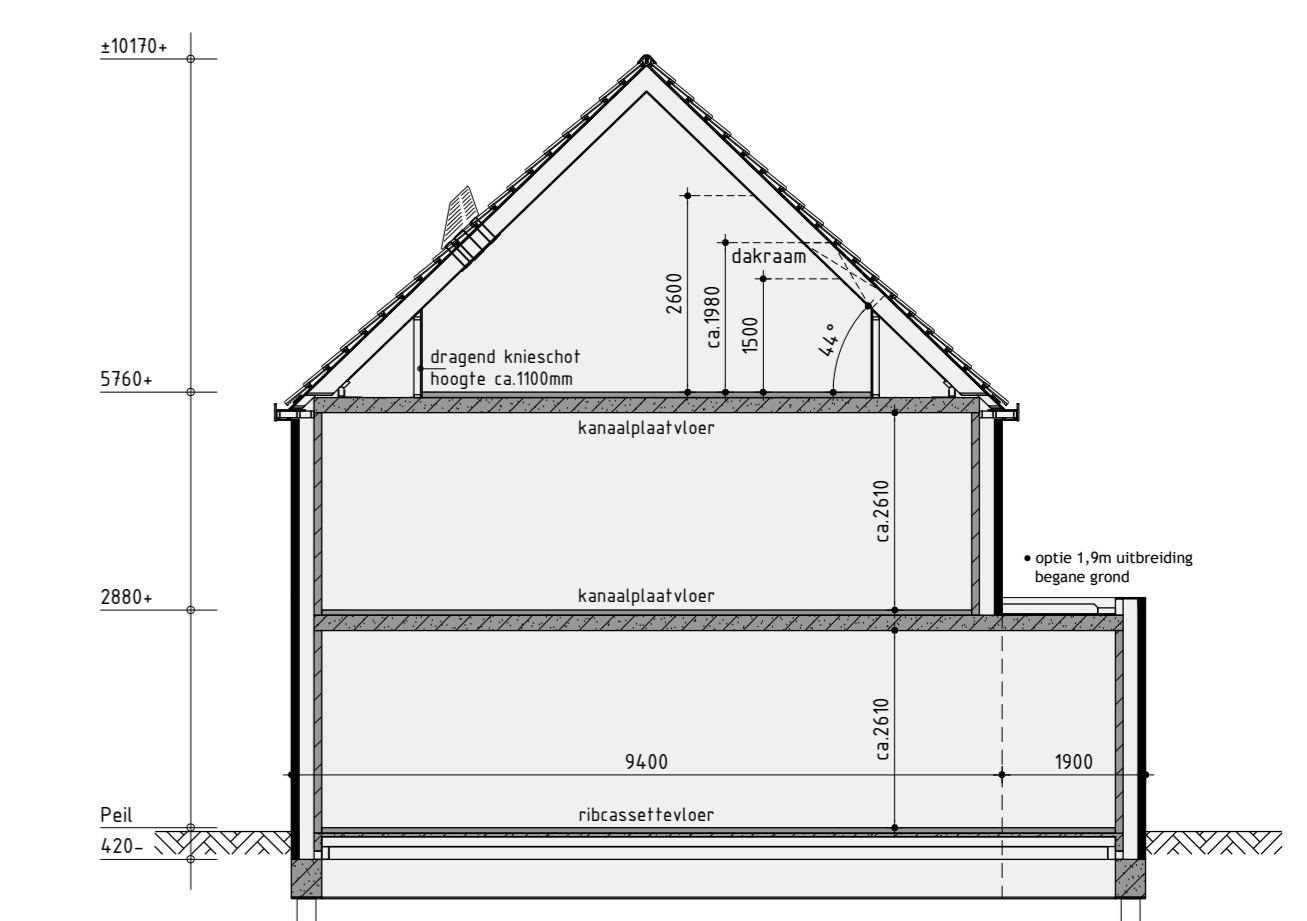 ±10170+
2600
ca.1980
dakraam
1500
44°
dragend knieschot
hoogte ca.1100mm
5760+
kanaalplaatvloer
ca.2610
• optie 1,9m uitbreiding
begane grond
2880+
kanaalplaatvloer
ca.2610
9400
1900
Peil
ribcassettevloer
420-